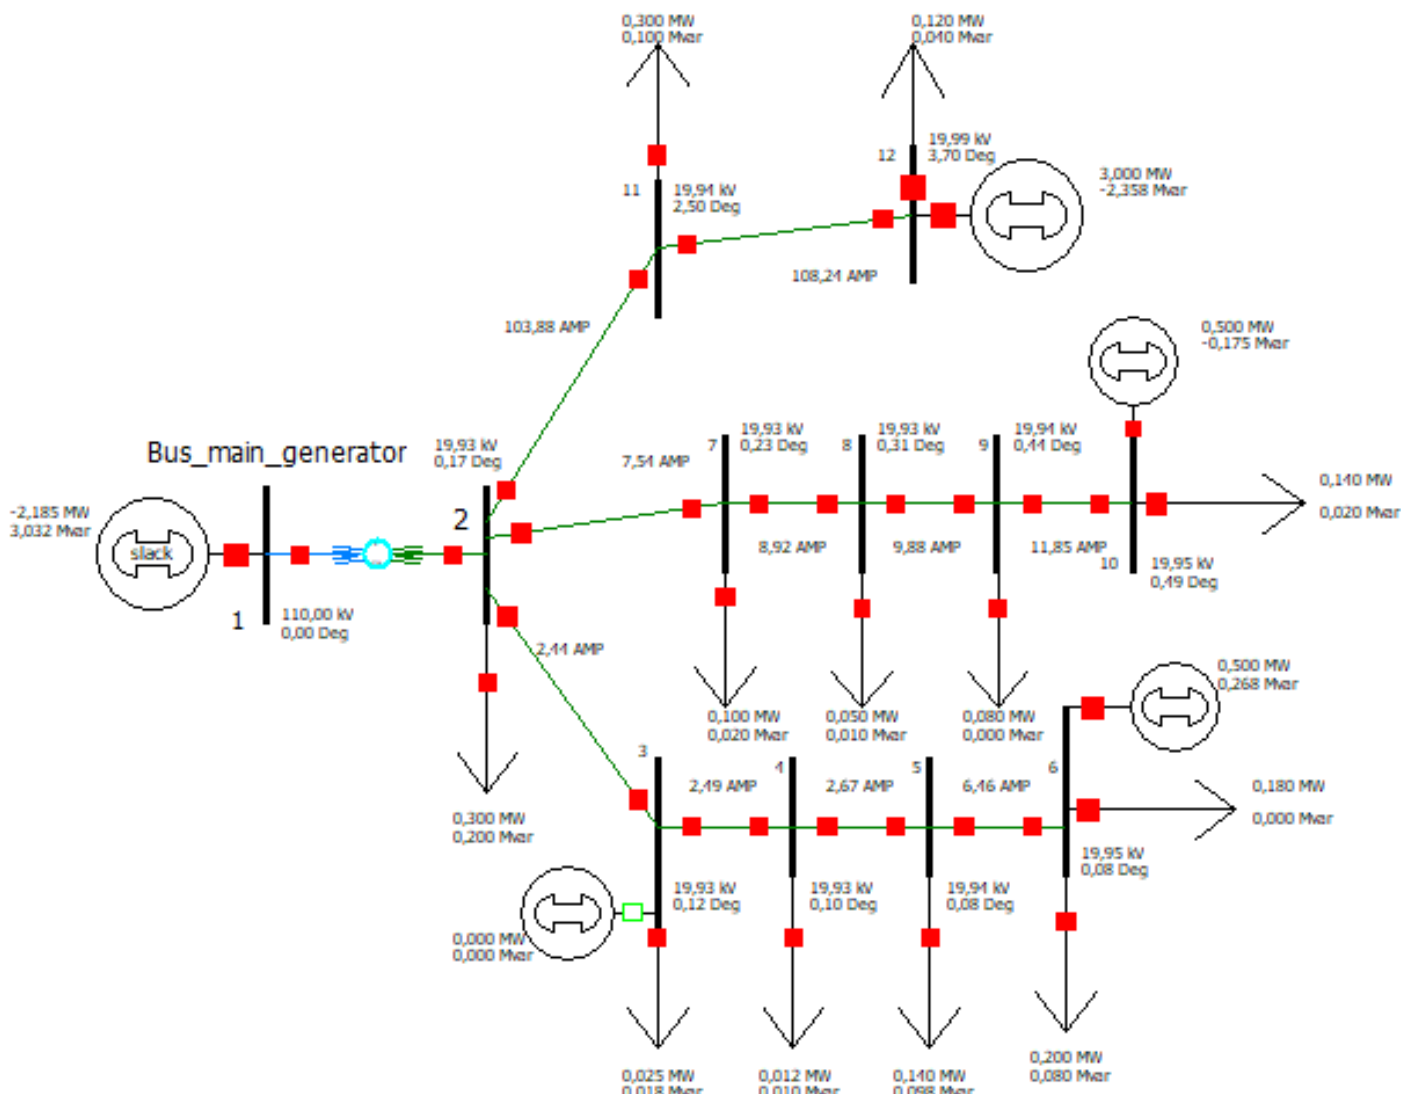 0,300 MW
0,100 Mvar
0,120 MW
0,040 Mvar
12
19,99 kV
3,70 Deg
3,000 MW
-2,358 Mvar
11
19,94 kV
2,50 Deg
108,24 AMP
103,88 AMP
0,500 MW
-0,175 Mvar
Bus_main_generator
19,93 kV
0,17 Deg
7,54 AMP
7
19,93 kV
0,23 Deg
8
19,93 kV
0,31 Deg
9
19,94 kV
0,44 Deg
0,140 MW
0,020 Mvar
-2,185 MW
3,032 Mvar
slack
2
8,92 AMP
9,88 AMP
11,85 AMP
10
19,95 kV
0,49 Deg
1
110,00 kV
0,00 Deg
2,44 AMP
0,100 MW
0,020 Mvar
0,050 MW
0,010 Mvar
0,080 MW
0,000 Mvar
0,500 MW
0,268 Mvar
3
2,49 AMP
4
2,67 AMP
5
6,46 AMP
6
0,180 MW
0,000 Mvar
0,300 MW
0,200 Mvar
19,93 kV
0,12 Deg
19,93 kV
0,10 Deg
19,94 kV
0,08 Deg
19,95 kV
0,08 Deg
0,000 MW
0,000 Mvar
0,025 MW
0,018 Mvar
0,012 MW
0,010 Mvar
0,140 MW
0,098 Mvar
0,200 MW
0,080 Mvar